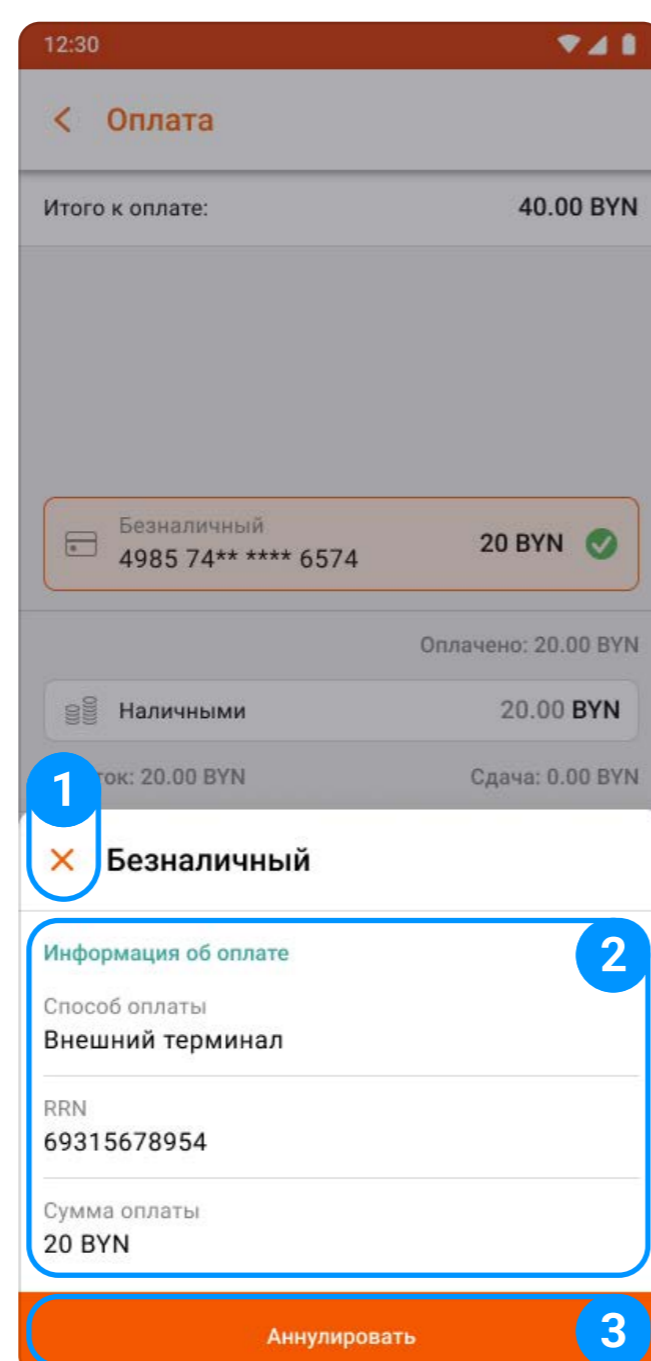 12:30
Оплата
Итого к оплате: 40.00 BYN
Безналичный
4985 74** **** 6574 20 BYN
Оплачено: 20.00 BYN
Наличными 20.00 BYN
1
20.00 BYN Сдача: 0.00 BYN
Безналичный
2
Информация об оплате
Способ оплаты
Внешний терминал
RRN
69315678954
Сумма оплаты
20 BYN
Аннулировать
3